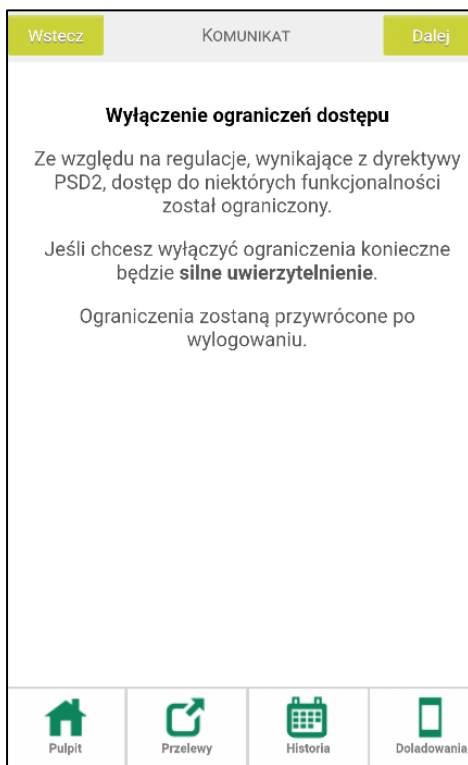 Wstecz KOMUNIKAT Dalej
Wyłączenie ograniczeń dostępu
Ze względu na regulacje, wynikające z dyrektywy
PSD2, dostęp do niektórych funkcjonalności
został ograniczony.
Jeśli chcesz wyłączyć ograniczenia konieczne
będzie silne uwierzytelnienie.
Ograniczenia zostaną przywrócone po
wylogowaniu.
Pulpit Przelewy Historia Doladowania